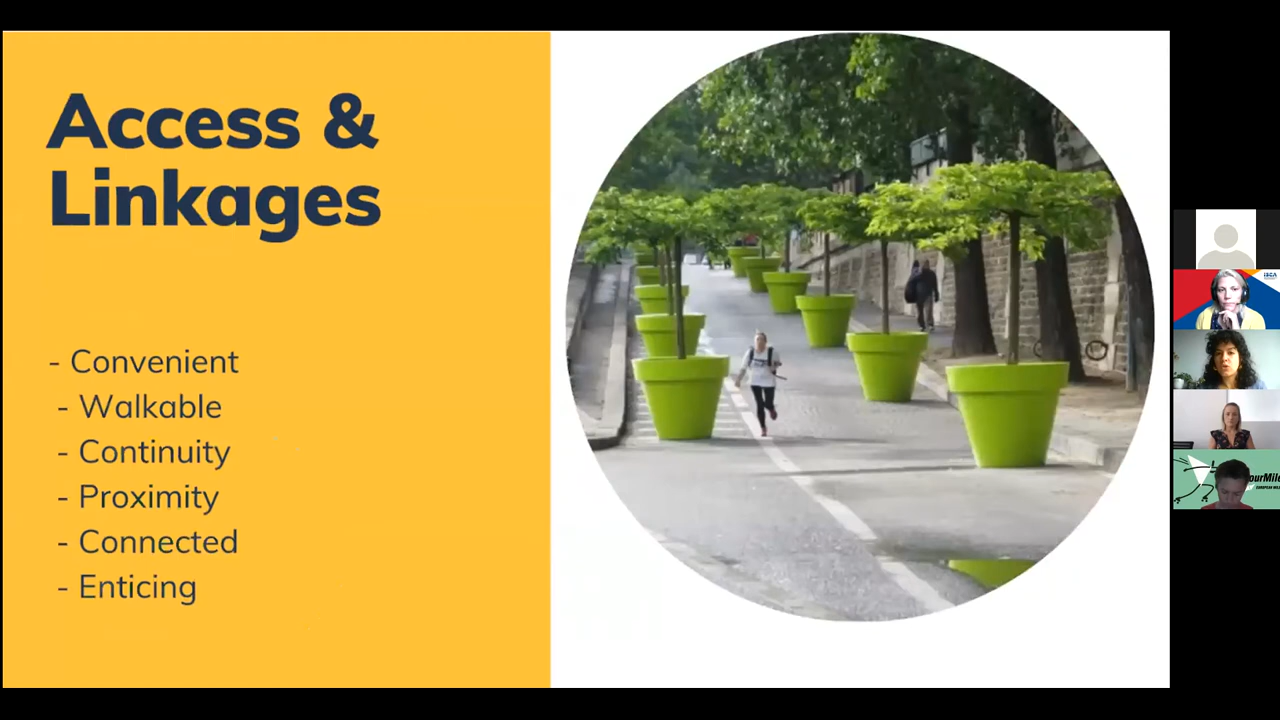 Access &
Linkages
- Convenient
- Walkable
- Continuity
- Proximity
- Connected
- Enticing